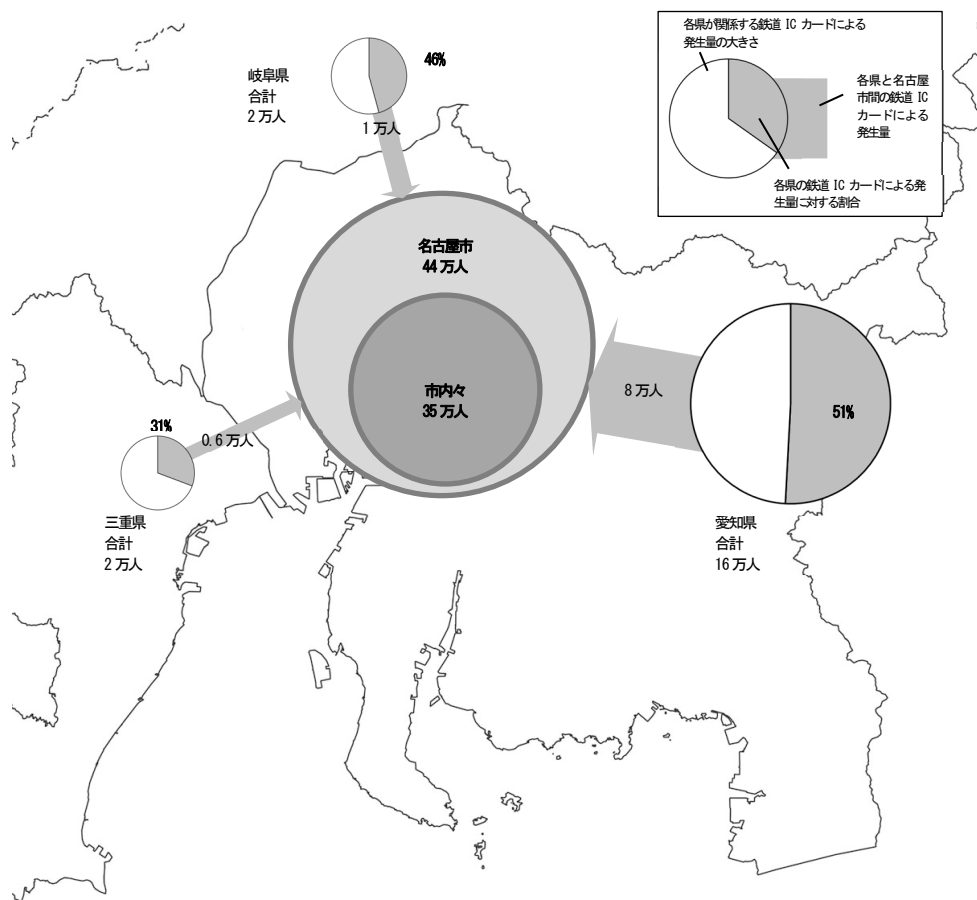 各県が関係する鉄道 IC カードによる
発生量の大きさ
各県と名古屋
市間の鉄道 IC
カードによる
発生量
各県の鉄道 IC カードによる発
生量に対する割合
46%
岐阜県
合計
2 万人
1 万人
名古屋市
44 万人
市内々
35 万人
8 万人
51%
愛知県
合計
16 万人
31%
0.6 万人
三重県
合計
2 万人